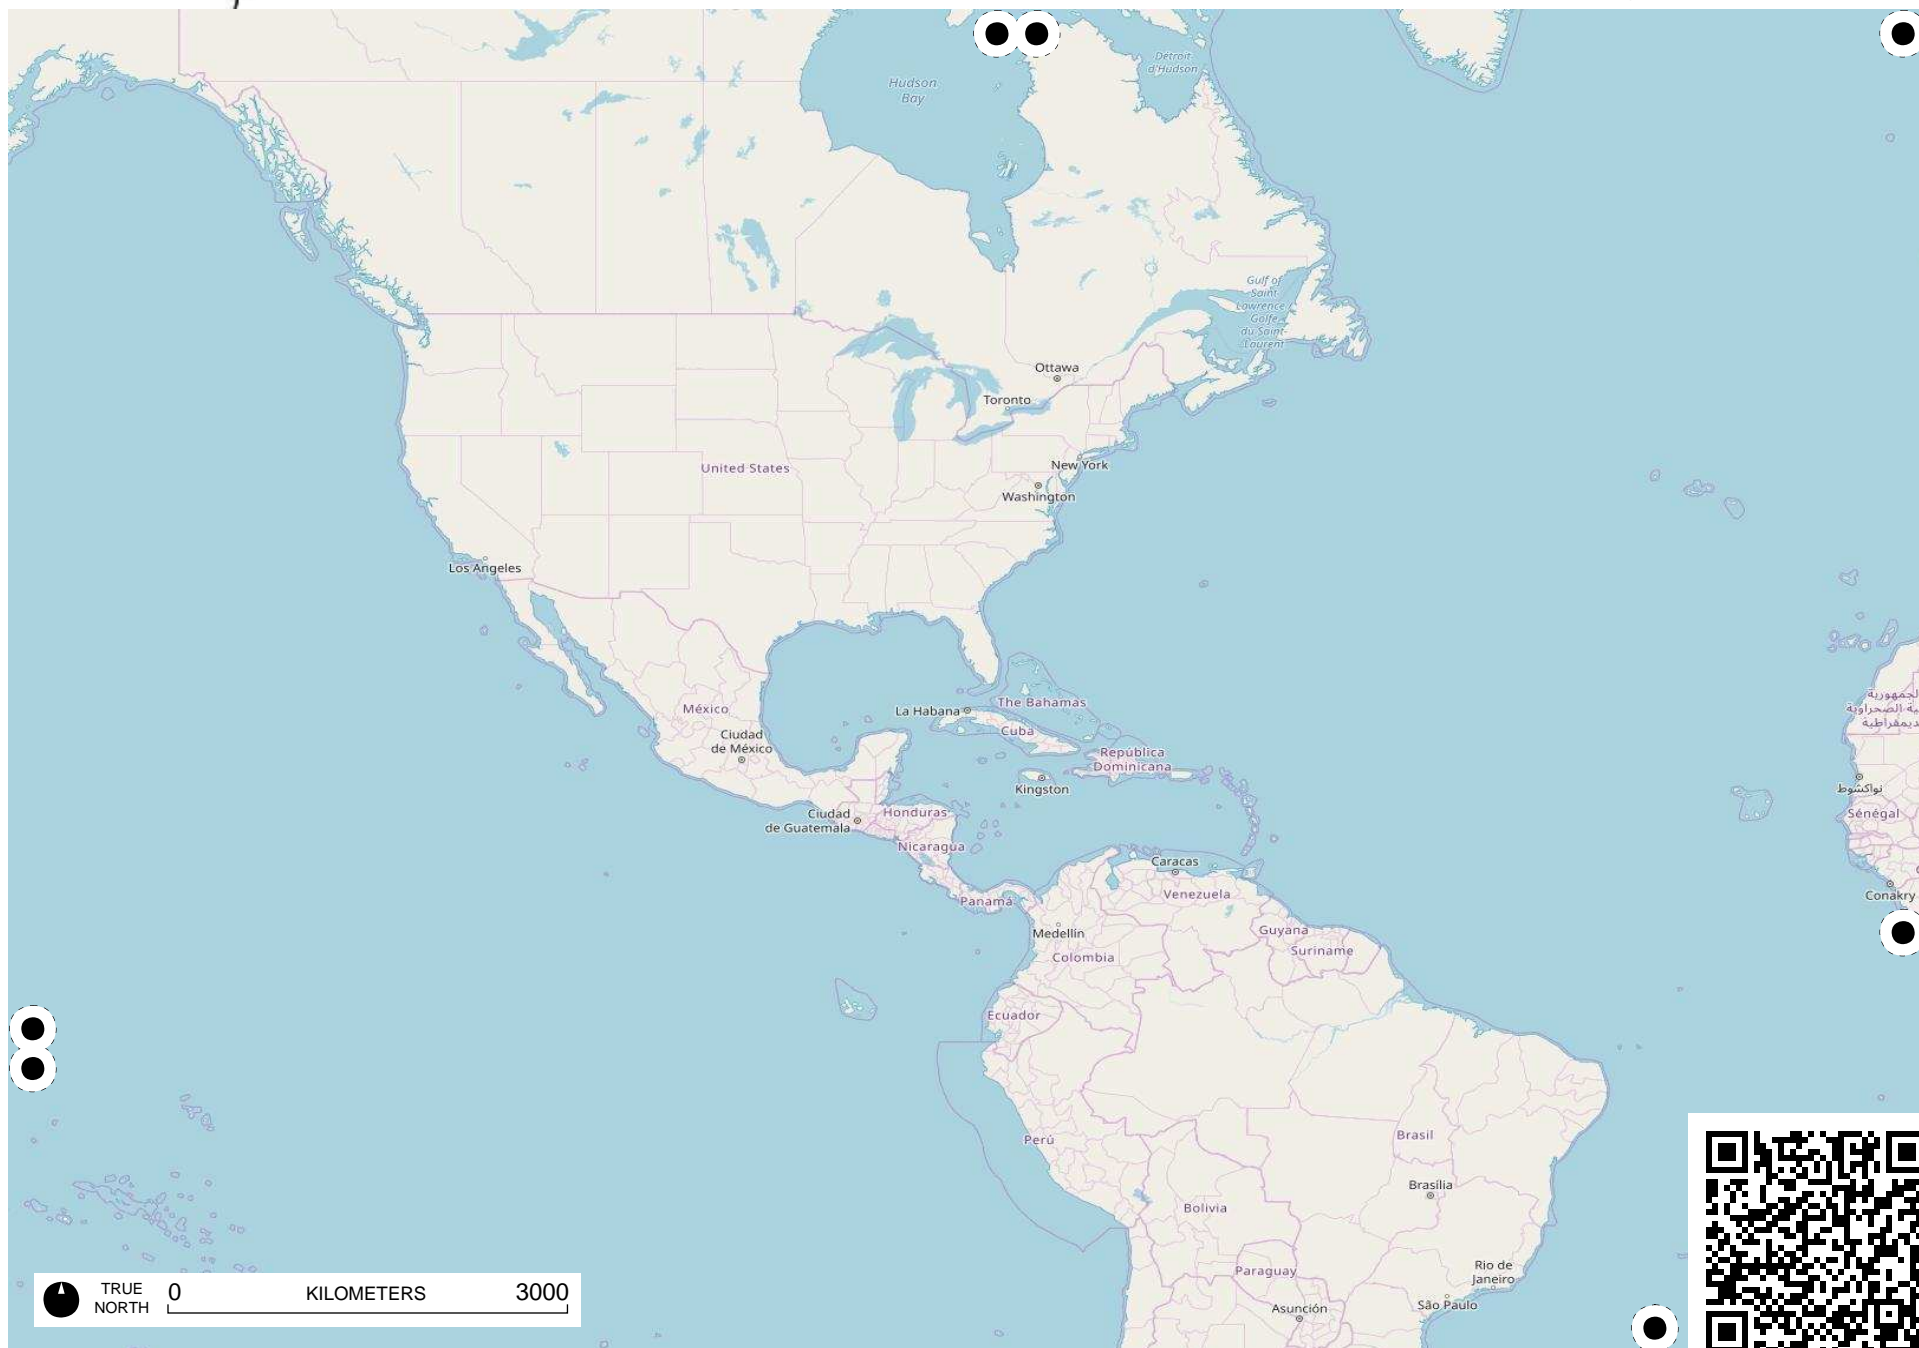 Hudson
Bay
Détroit
d'Hudson
Gulf of
Saint
Lawrence
Golfe
du Saint-
Laurent
Ottawa
Toronto
New York
United States
Washington
Los Angeles
México
Ciudad
de México
La Habana
The Bahamas
Cuba
República
Dominicana
Kingston
Ciudad
de Guatemala
Honduras
Nicaragua
نواكشوط
Sénégal
Caracas
Venezuela
Panamá
Conakry
Medellín
Colombia
Guyana
Suriname
Ecuador
Perú
Brasil
Brasília
Bolivia
Rio de
Janeiro
Paraguay
São Paulo
Asunción
TRUE
NORTH
0 KILOMETERS 3000